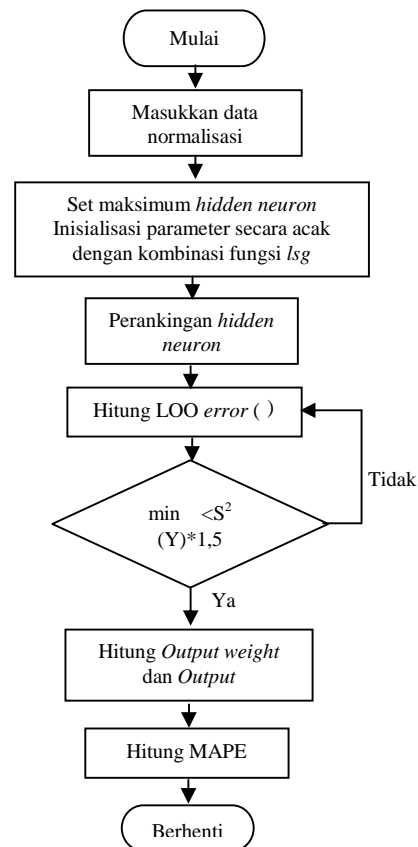 Mulai
Masukkan data
normalisasi
Set maksimum hidden neuron
Inisialisasi parameter secara acak
dengan kombinasi fungsi lsg
Perankingan hidden
neuron
Hitung LOO error ( )
Tidak
min <S²
(Y)*1,5
Ya
Hitung Output weight
dan Output
Hitung MAPE
Berhenti